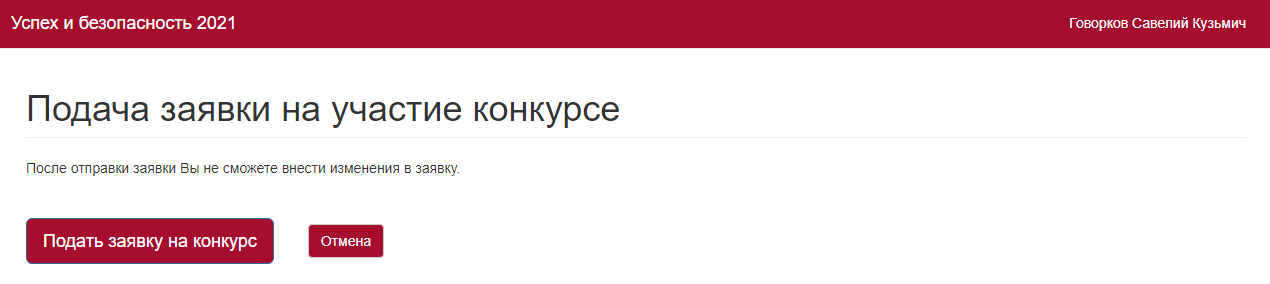 Успех и безопасность 2021
Говорков Савелий Кузьмич
Подача заявки на участие конкурсе
После отправки заявки Вы не сможете внести изменения в заявку.
Подать заявку на конкурс
Отмена